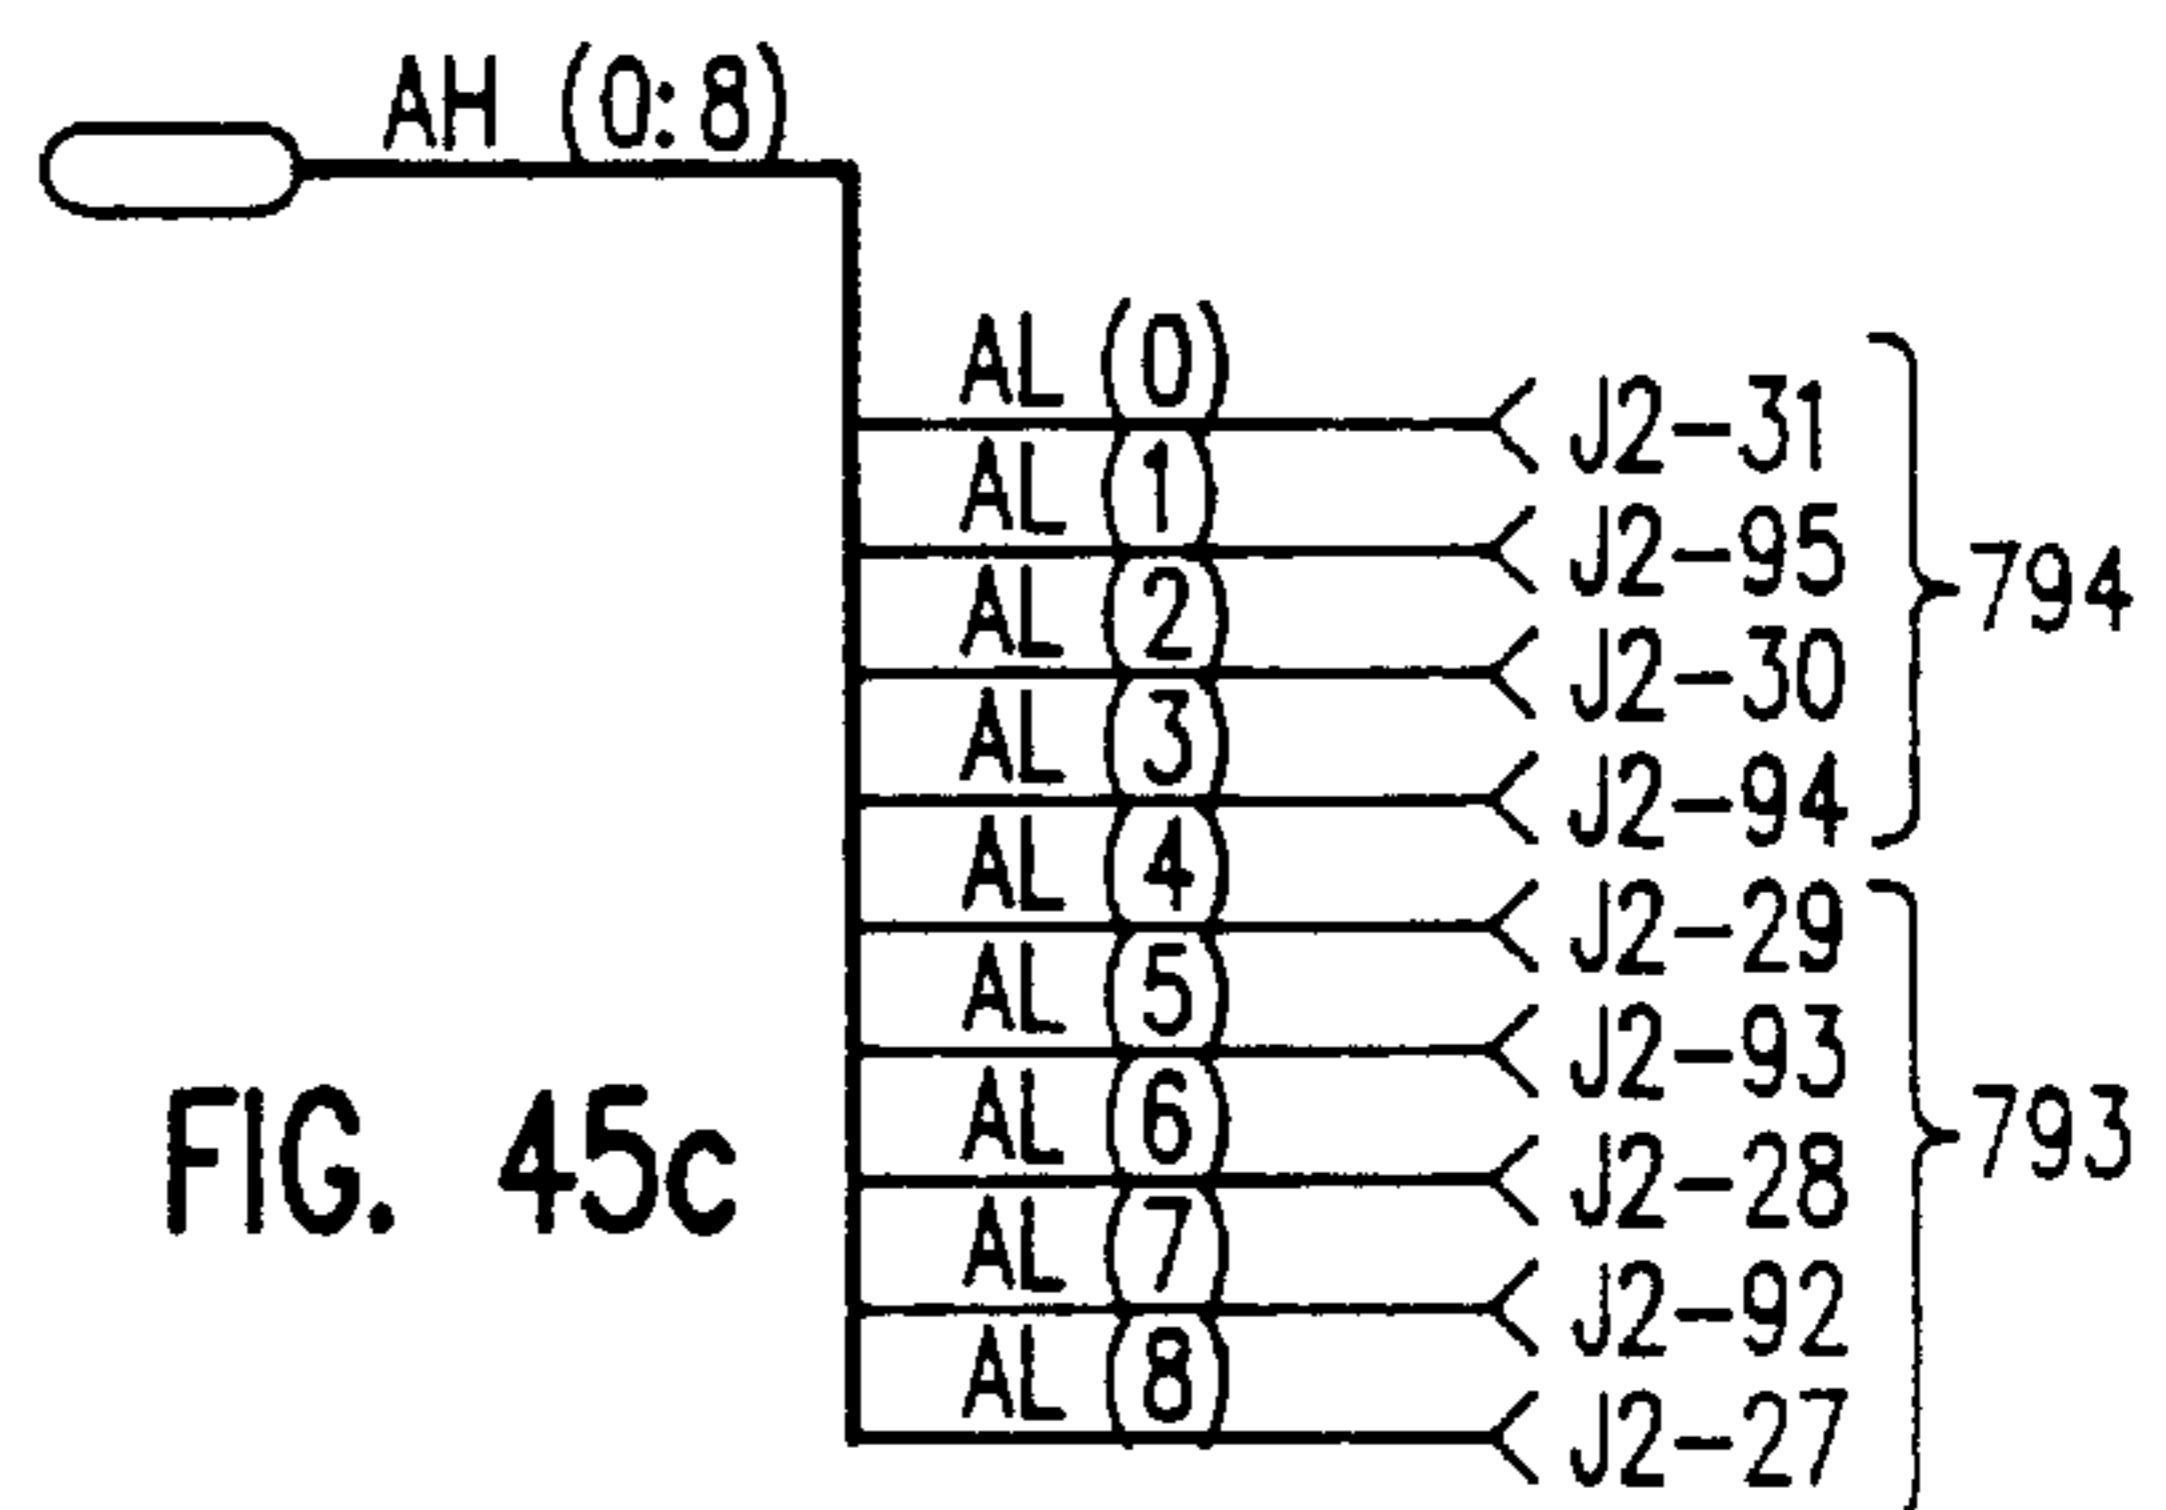 AH (0:8)
AL (0)
J2-31
AL (1)
J2-95
AL (2)
J2-30
AL (3)
J2-94
794
AL (4)
J2-29
AL (5)
J2-93
AL (6)
J2-28
AL (7)
J2-92
AL (8)
J2-27
793
FIG. 45c